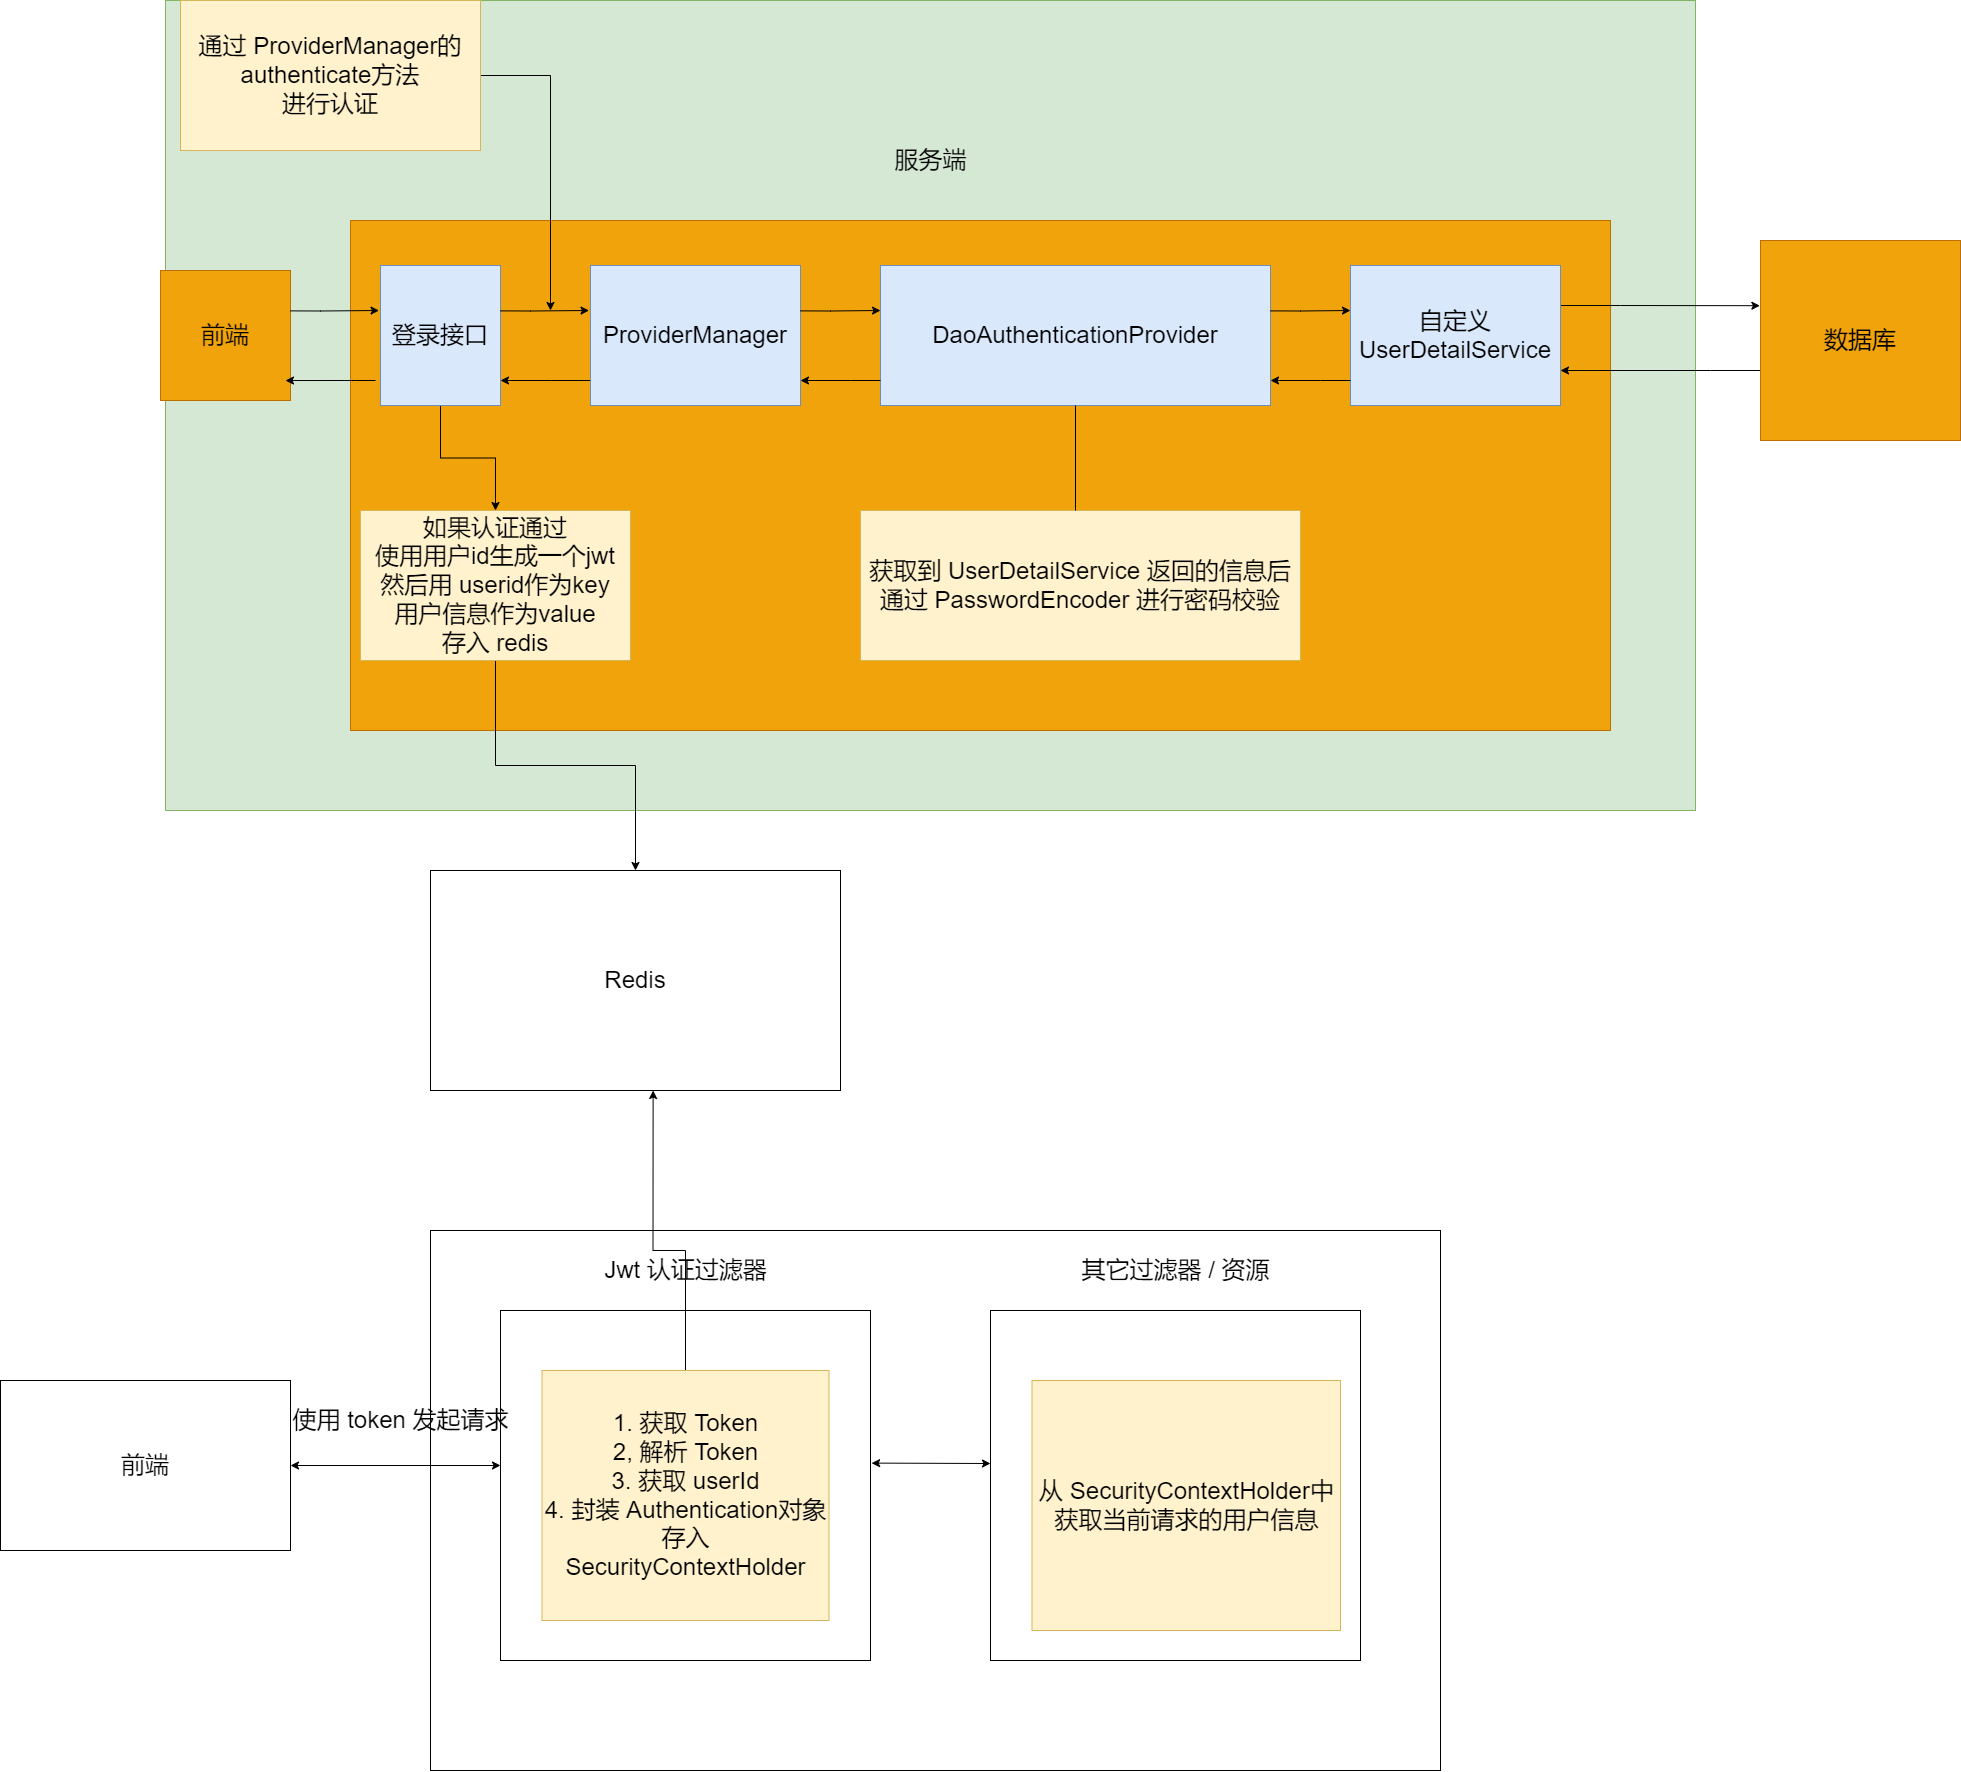 通过 ProviderManager的
authenticate方法
进行认证
服务端
前端
登录接口
ProviderManager
DaoAuthenticationProvider
自定义
UserDetailService
数据库
如果认证通过
使用用户id生成一个jwt
然后用 userid作为key
用户信息作为value
存入 redis
获取到 UserDetailService 返回的信息后
通过 PasswordEncoder 进行密码校验
Redis
Jwt 认证过滤器
其它过滤器 / 资源
前端
使用 token 发起请求
1. 获取 Token
2, 解析 Token
3. 获取 userId
4. 封装 Authentication对象
存入
SecurityContextHolder
从 SecurityContextHolder中
获取当前请求的用户信息